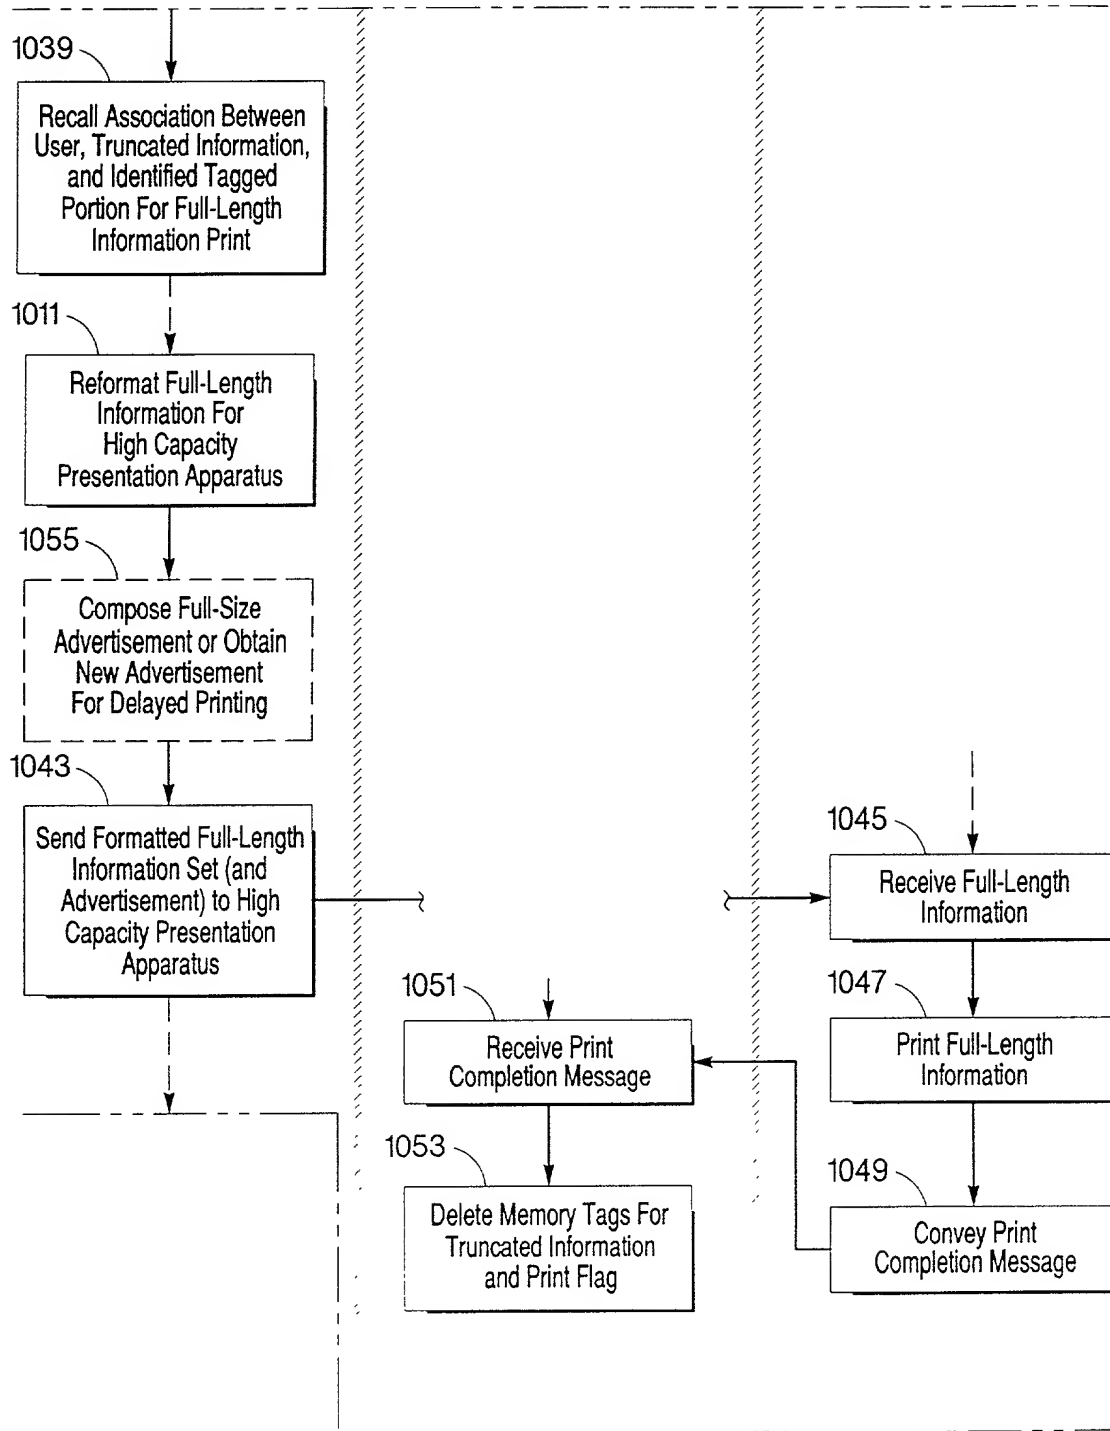 1039
Recall Association Between
User, Truncated Information,
and Identified Tagged
Portion For Full-Length
Information Print
1011
Reformat Full-Length
Information For
High Capacity
Presentation Apparatus
1055
Compose Full-Size
Advertisement or Obtain
New Advertisement
For Delayed Printing
1043
Send Formatted Full-Length
Information Set (and
Advertisement) to High
Capacity Presentation
Apparatus
1045
Receive Full-Length
Information
1047
Print Full-Length
Information
1049
Convey Print
Completion Message
1051
Receive Print
Completion Message
1053
Delete Memory Tags For
Truncated Information
and Print Flag